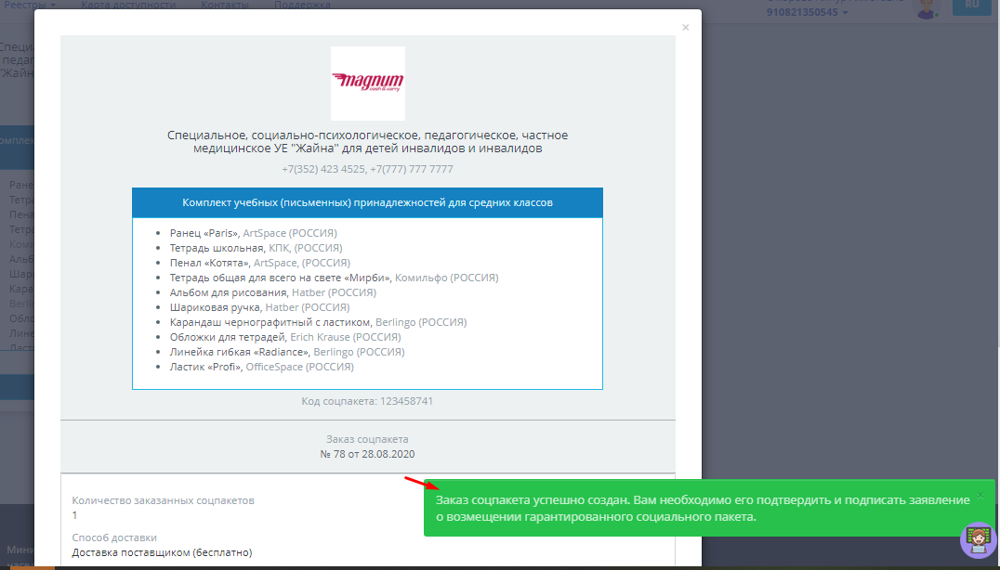 Реестры
Карта доступности
Контакты
Поддержка
910821350545
RU
×
magnum
cash & carry
Специальное, социально-психологическое, педагогическое, частное
медицинское УЕ "Жайна" для детей инвалидов и инвалидов
+7(352) 423 4525, +7(777) 777 7777
Комплект учебных (письменных) принадлежностей для средних классов
• Ранец «Paris», ArtSpace (РОССИЯ)
• Тетрадь школьная, КПК, (РОССИЯ)
• Пенал «Котята», ArtSpace, (РОССИЯ)
• Тетрадь общая для всего на свете «Мирби», Комильфо (РОССИЯ)
• Альбом для рисования, Hatber (РОССИЯ)
• Шариковая ручка, Hatber (РОССИЯ)
• Карандаш чернографитный с ластиком, Berlingo (РОССИЯ)
• Обложки для тетрадей, Erich Krause (РОССИЯ)
• Линейка гибкая «Radiance», Berlingo (РОССИЯ)
• Ластик «Profi», OfficeSpace (РОССИЯ)
Код соцпакета: 123458741
Заказ соцпакета
№ 78 от 28.08.2020
Количество заказанных соцпакетов
1
Способ доставки
Доставка поставщиком (бесплатно)
Заказ соцпакета успешно создан. Вам необходимо его подтвердить и подписать заявление
о возмещении гарантированного социального пакета.
×